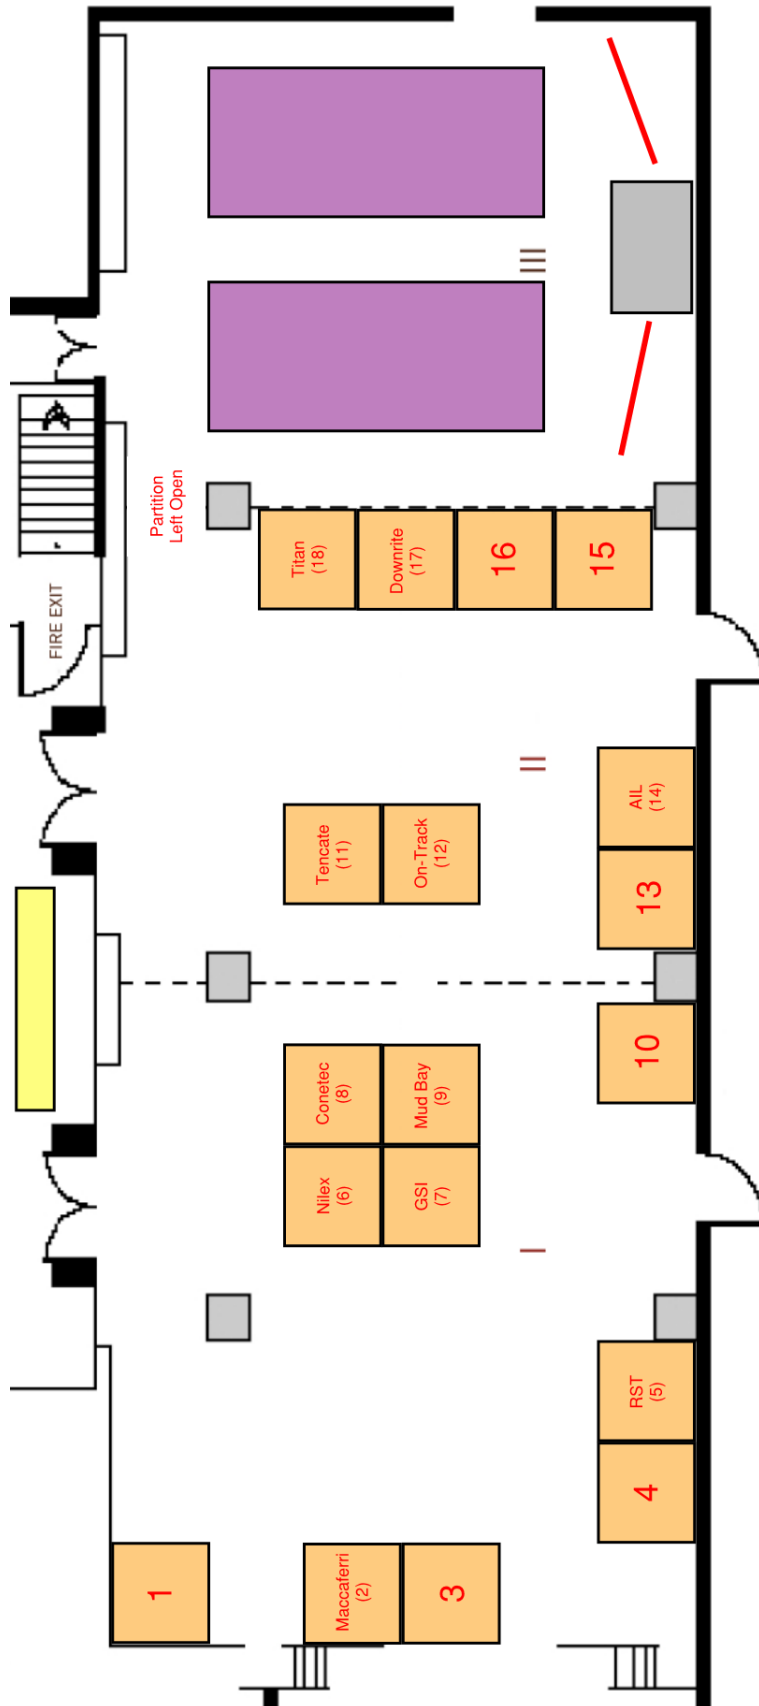 III
Partition
Left Open
Titan
(18)
Downrite
(17)
16
15
FIRE EXIT
II
AIL
(14)
13
Tencate
(11)
On-Track
(12)
10
Conetec
(8)
Mud Bay
(9)
Nilex
(6)
GSI
(7)
I
RST
(5)
4
1
Maccaferri
(2)
3